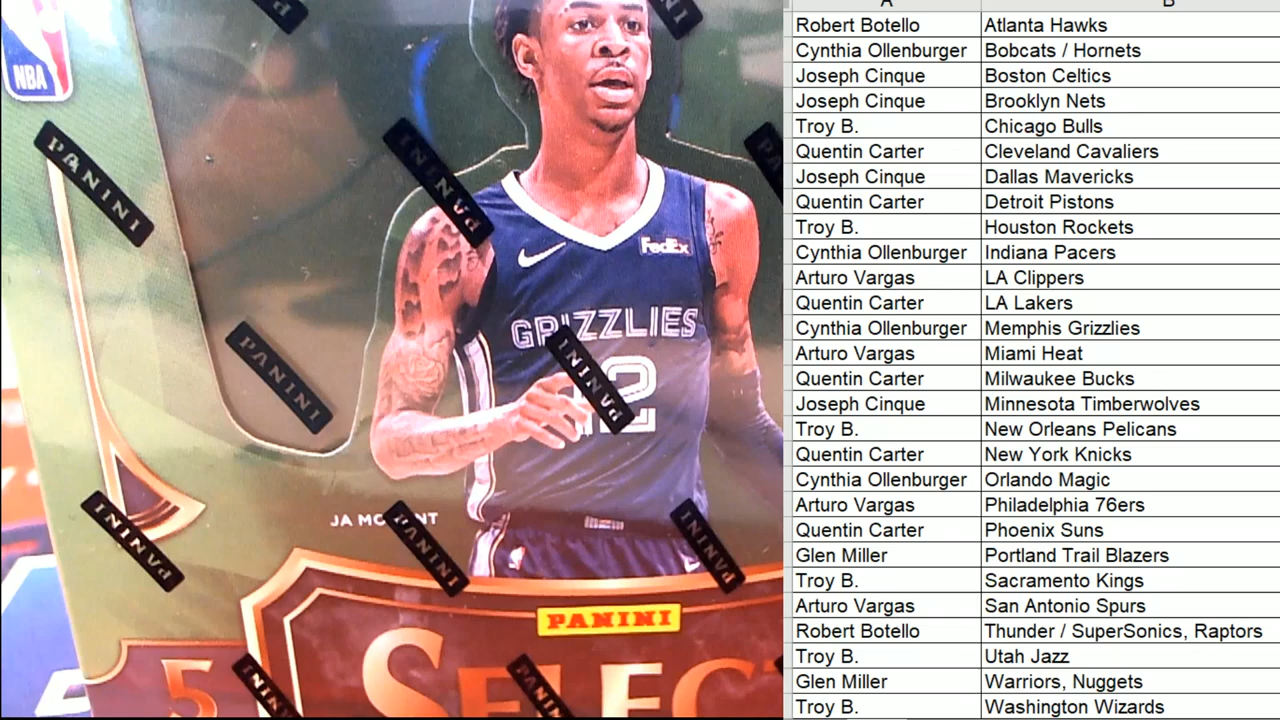 NBA
PANINI
PANINI
PANINI
PANINI
PANINI
PANINI
PANINI
FedEx
GRIZZLIES
12
PANINI
SELECT
5
A B
Robert Botello Atlanta Hawks
Cynthia Ollenburger Bobcats / Hornets
Joseph Cinque Boston Celtics
Joseph Cinque Brooklyn Nets
Troy B. Chicago Bulls
Quentin Carter Cleveland Cavaliers
Joseph Cinque Dallas Mavericks
Quentin Carter Detroit Pistons
Troy B. Houston Rockets
Cynthia Ollenburger Indiana Pacers
Arturo Vargas LA Clippers
Quentin Carter LA Lakers
Cynthia Ollenburger Memphis Grizzlies
Arturo Vargas Miami Heat
Quentin Carter Milwaukee Bucks
Joseph Cinque Minnesota Timberwolves
Troy B. New Orleans Pelicans
Quentin Carter New York Knicks
Cynthia Ollenburger Orlando Magic
Arturo Vargas Philadelphia 76ers
Quentin Carter Phoenix Suns
Glen Miller Portland Trail Blazers
Troy B. Sacramento Kings
Arturo Vargas San Antonio Spurs
Robert Botello Thunder / SuperSonics, Raptors
Troy B. Utah Jazz
Glen Miller Warriors, Nuggets
Troy B. Washington Wizards